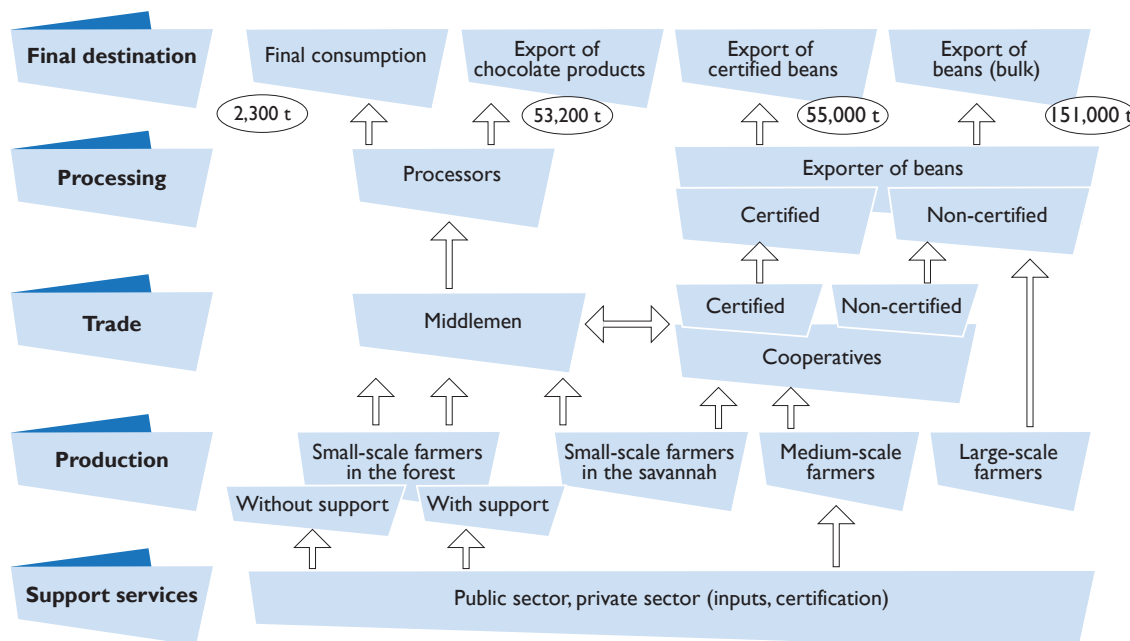 Final destination
Final consumption
Export of
chocolate products
Export of
certified beans
Export of
beans (bulk)
2,300 t
53,200 t
55,000 t
151,000 t
Processing
Processors
Exporter of beans
Certified
Non-certified
Trade
Middlemen
Certified
Non-certified
Cooperatives
Production
Small-scale farmers
in the forest
Small-scale farmers
in the savannah
Medium-scale
farmers
Large-scale
farmers
Without support
With support
Support services
Public sector, private sector (inputs, certification)